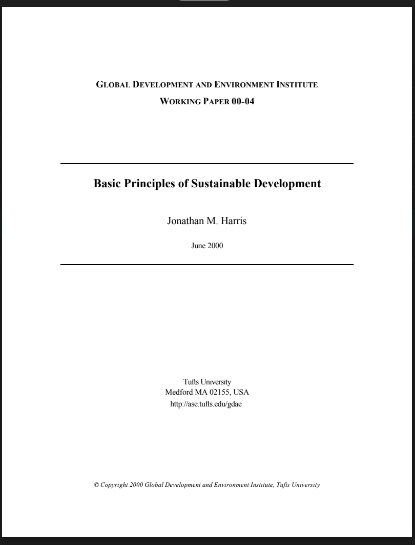 GLOBAL DEVELOPMENT AND ENVIRONMENT INSTITUTE
WORKING PAPER 00-04
Basic Principles of Sustainable Development
Jonathan M. Harris
June 2000
Tufts University
Medford MA 02155, USA
http://ase.tufts.edu/gdae
© Copyright 2000 Global Development and Environment Institute, Tufts University